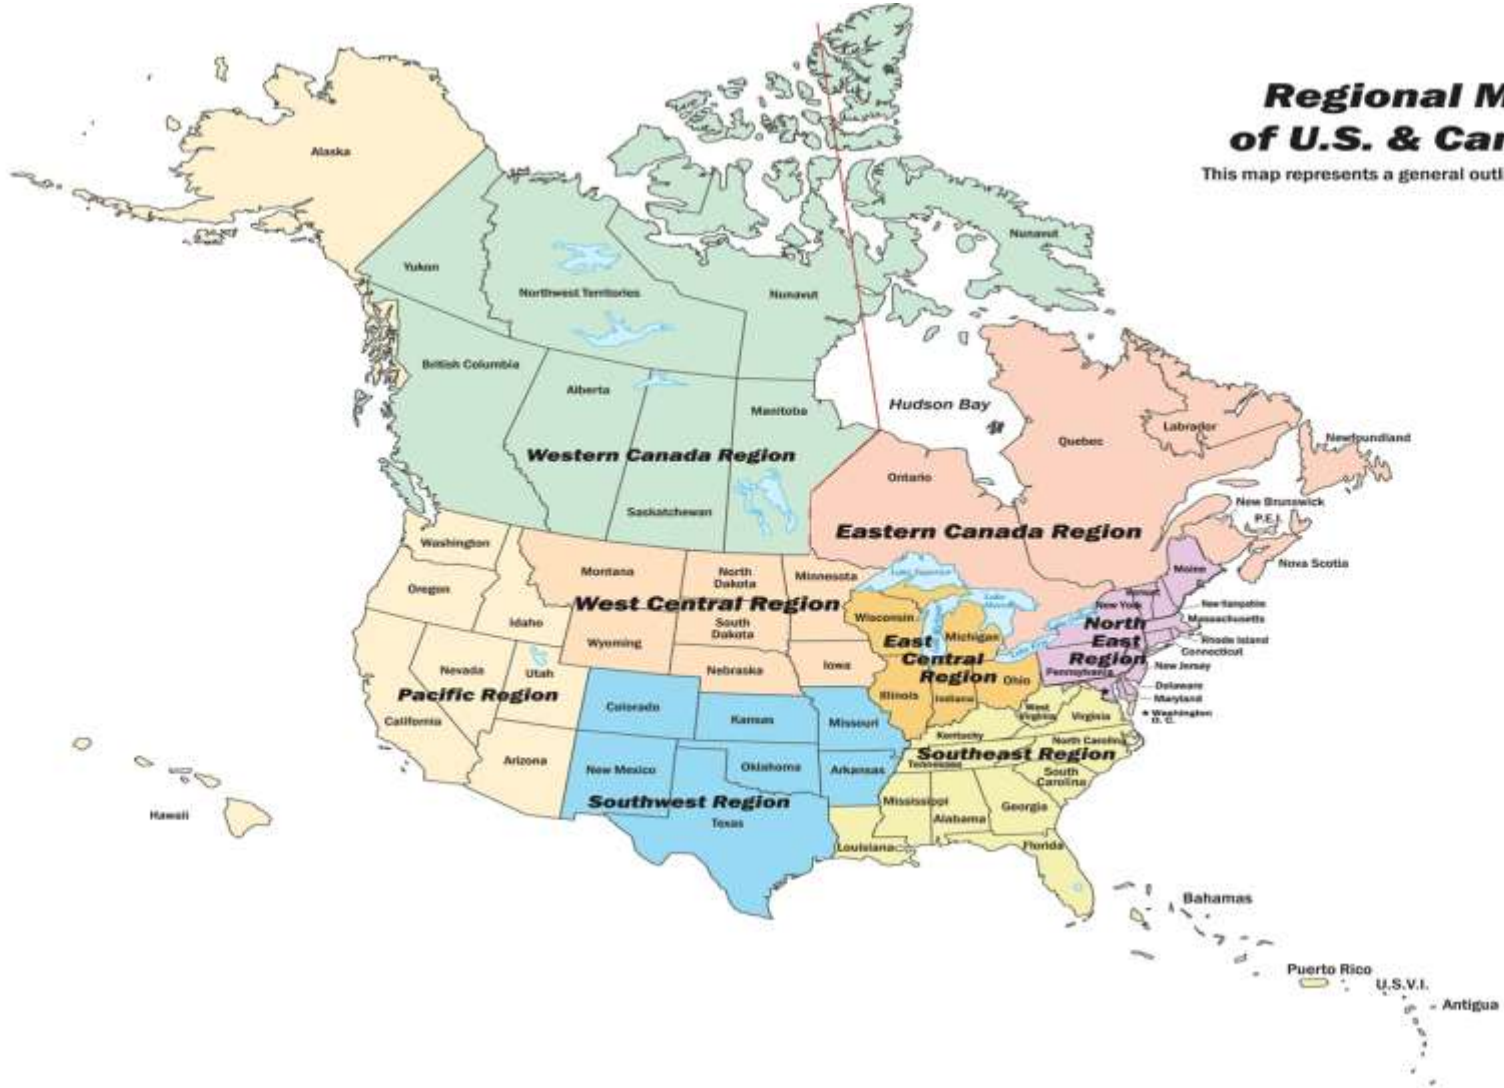 Regional M
of U.S. & Can
This map represents a general outli
Alaska
Yukon
Northwest Territories
Nunavut
Nunavut
British Columbia
Alberta
Manitoba
Hudson Bay
Quebec
Labrador
Newfoundland
Western Canada Region
Saskatchewan
Ontario
Eastern Canada Region
New Brunswick
P.E.I.
Nova Scotia
Washington
Oregon
Idaho
Montana
North
Dakota
Minnesota
West Central Region
Wyoming
South
Dakota
Nebraska
Iowa
Nevada
Utah
Pacific Region
California
Arizona
Hawaii
Lake Superior
Wisconsin
Michigan
East
Central
Region
Illinois
Indiana
Ohio
Maine
New York
North
East
Region
Pennsylvania
New Hampshire
Massachusetts
Rhode Island
Connecticut
New Jersey
Delaware
Maryland
Washington
D. C.
Colorado
Kansas
Missouri
New Mexico
Oklahoma
Arkansas
Southwest Region
Texas
West
Virginia
Virginia
Kentucky
North Carolina
Southeast Region
Tennessee
South
Carolina
Mississippi
Alabama
Georgia
Louisiana
Florida
Bahamas
Puerto Rico
U.S.V.I.
Antigua